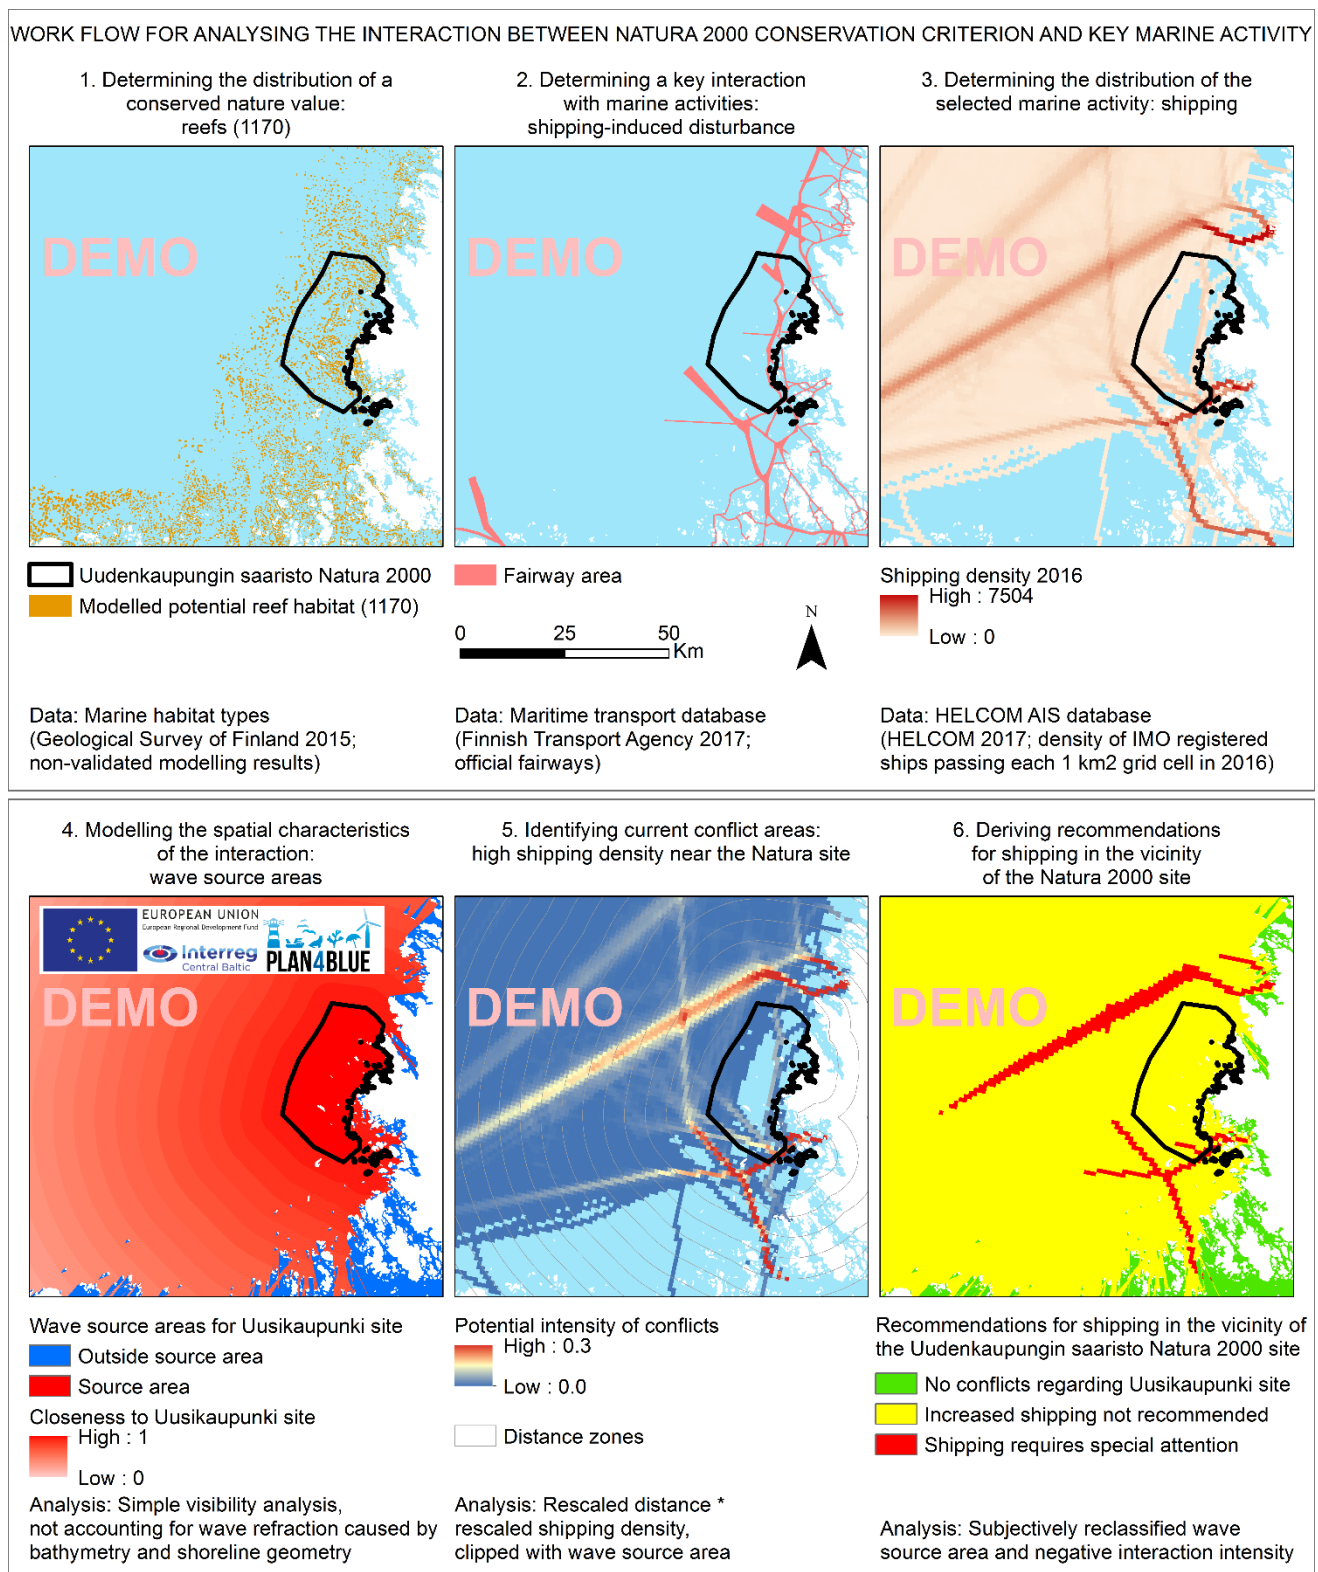 WORK FLOW FOR ANALYSING THE INTERACTION BETWEEN NATURA 2000 CONSERVATION CRITERION AND KEY MARINE ACTIVITY
1. Determining the distribution of a
conserved nature value:
reefs (1170)
DEMO
Uudenkaupungin saaristo Natura 2000
Modelled potential reef habitat (1170)
Data: Marine habitat types
(Geological Survey of Finland 2015;
non-validated modelling results)
2. Determining a key interaction
with marine activities:
shipping-induced disturbance
DEMO
Fairway area
0 25 50
Km
N
Data: Maritime transport database
(Finnish Transport Agency 2017;
official fairways)
3. Determining the distribution of the
selected marine activity: shipping
DEMO
Shipping density 2016
High : 7504
Low : 0
Data: HELCOM AIS database
(HELCOM 2017; density of IMO registered
ships passing each 1 km2 grid cell in 2016)
4. Modelling the spatial characteristics
of the interaction:
wave source areas
EUROPEAN UNION
European Regional Development Fund
Interreg
Central Baltic
PLAN4BLUE
DEMO
Wave source areas for Uusikaupunki site
Outside source area
Source area
Closeness to Uusikaupunki site
High : 1
Low : 0
Analysis: Simple visibility analysis,
not accounting for wave refraction caused by
bathymetry and shoreline geometry
5. Identifying current conflict areas:
high shipping density near the Natura site
DEMO
Potential intensity of conflicts
High : 0.3
Low : 0.0
Distance zones
Analysis: Rescaled distance *
rescaled shipping density,
clipped with wave source area
6. Deriving recommendations
for shipping in the vicinity
of the Natura 2000 site
DEMO
Recommendations for shipping in the vicinity of
the Uudenkaupungin saaristo Natura 2000 site
No conflicts regarding Uusikaupunki site
Increased shipping not recommended
Shipping requires special attention
Analysis: Subjectively reclassified wave
source area and negative interaction intensity